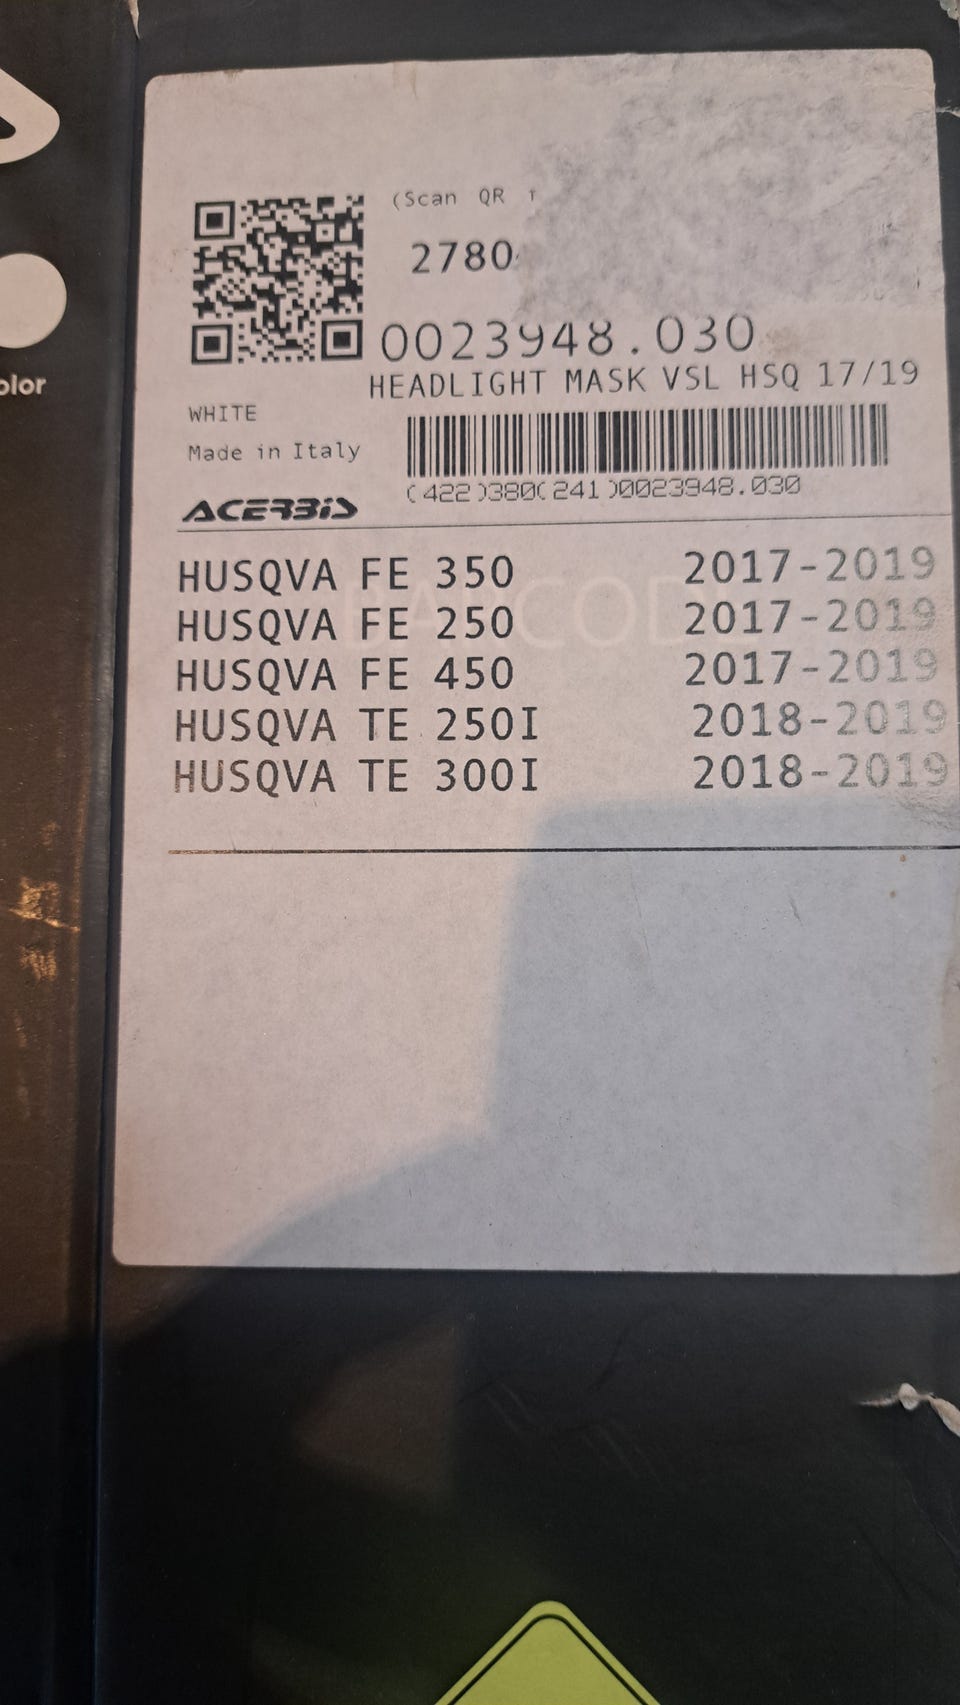 (Scan QR
2780
0023948.030
HEADLIGHT MASK VSL HSQ 17/19
WHITE
Made in Italy
(422)380(241)0023948.030
ACERBIS
HUSQVA FE 350 2017-2019
HUSQVA FE 250 2017-2019
HUSQVA FE 450 2017-2019
HUSQVA TE 250I 2018-2019
HUSQVA TE 300I 2018-2019
olor